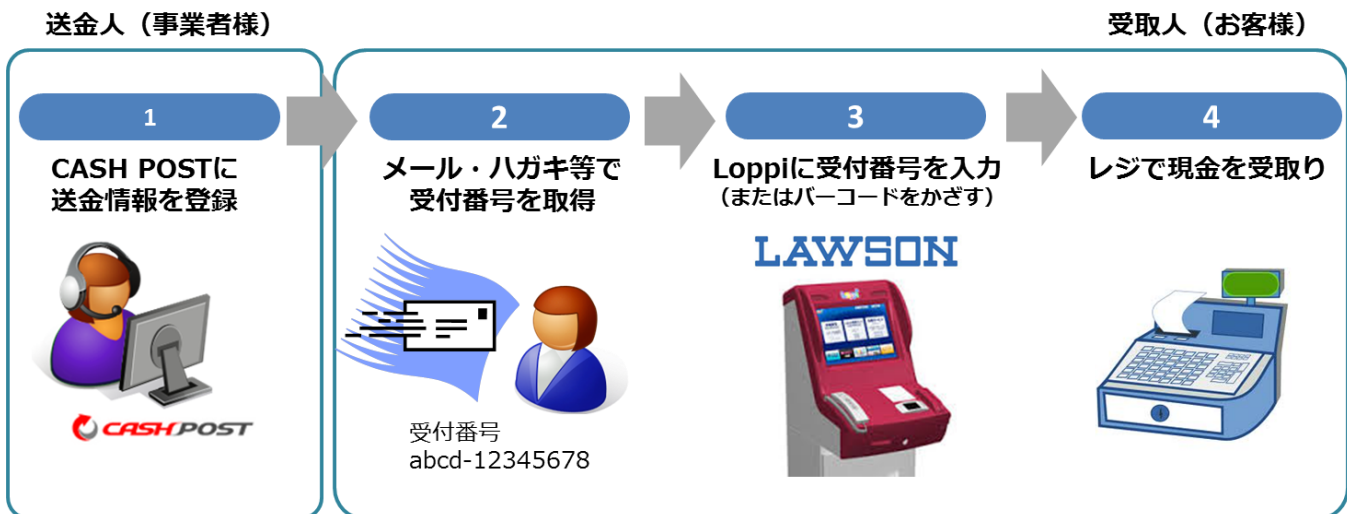 送金人（事業者様）
受取人（お客様）
1
CASH POSTに
送金情報を登録
CASH POST
2
メール・ハガキ等で
受付番号を取得
受付番号
abcd-12345678
3
Loppiに受付番号を入力
（またはバーコードをかざす）
LAWSON
Loppi
4
レジで現金を受取り